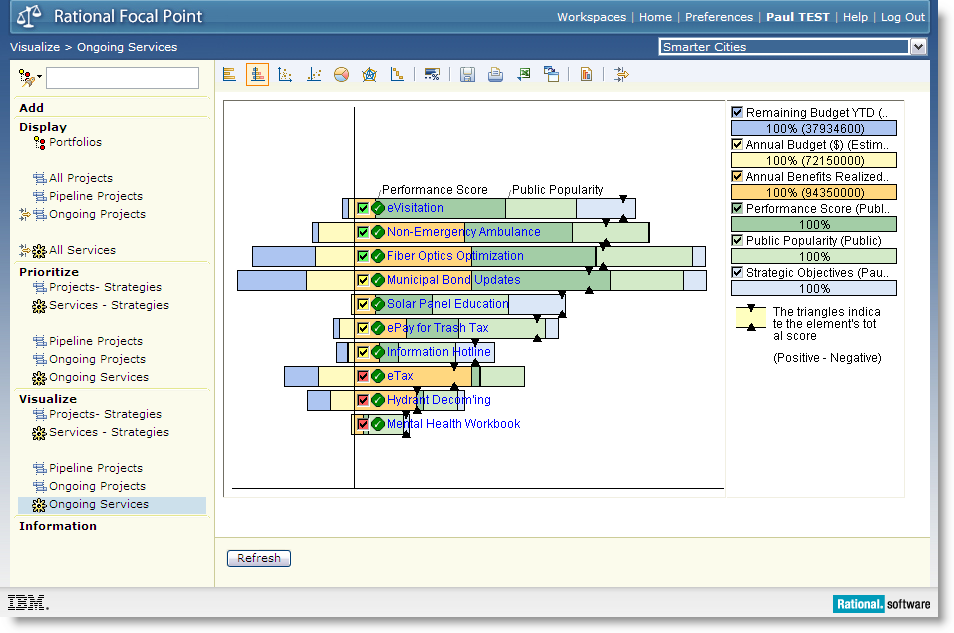 Rational Focal Point
Workspaces | Home | Preferences | Paul TEST | Help | Log Out
Visualize > Ongoing Services
Smarter Cities
Add
Display
Portfolios
All Projects
Pipeline Projects
Ongoing Projects
All Services
Prioritize
Projects- Strategies
Services - Strategies
Pipeline Projects
Ongoing Projects
Ongoing Services
Visualize
Projects- Strategies
Services - Strategies
Pipeline Projects
Ongoing Projects
Ongoing Services
Information
Performance Score
Public Popularity
eVisitation
Non-Emergency Ambulance
Fiber Optics Optimization
Municipal Bond Updates
Solar Panel Education
ePay for Trash Tax
Information Hotline
eTax
Hydrant Decom'ing
Mental Health Workbook
Remaining Budget YTD (..
100% (37934600)
Annual Budget ($) (Estim..
100% (72150000)
Annual Benefits Realized..
100% (94350000)
Performance Score (Publ..
100%
Public Popularity (Public)
100%
Strategic Objectives (Pau..
100%
The triangles indica
te the element's tot
al score
(Positive - Negative)
Refresh
IBM.
Rational. software